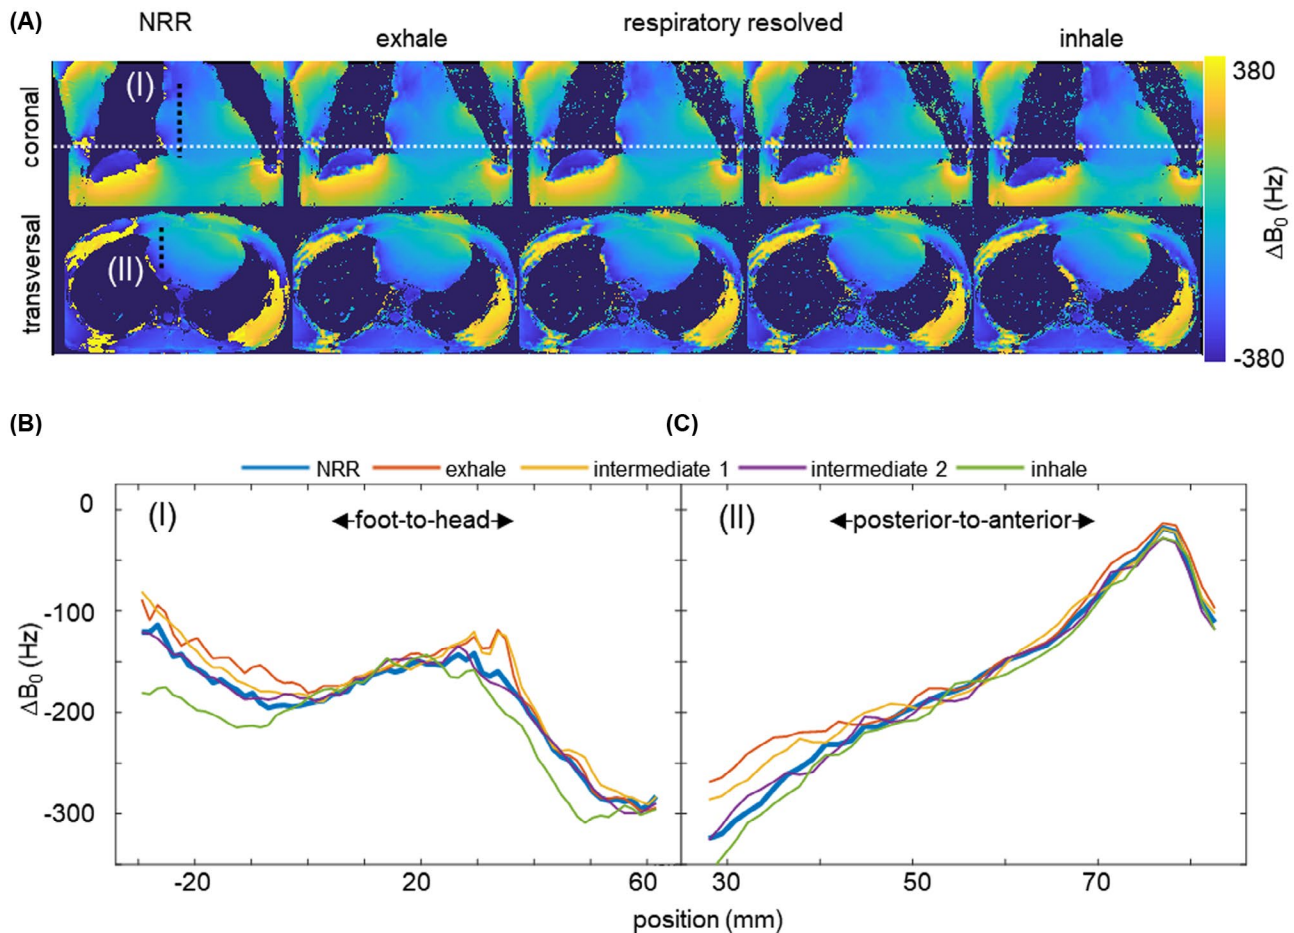 (A)
NRR
respiratory resolved
exhale
inhale
coronal
(I)
380
transversal
(II)
ΔB0 (Hz)
-380
(B)
(C)
NRR
exhale
intermediate 1
intermediate 2
inhale
0
(I)
foot-to-head
(II)
posterior-to-anterior
-100
ΔB0 (Hz)
-200
-300
-20
20
60
30
50
70
position (mm)